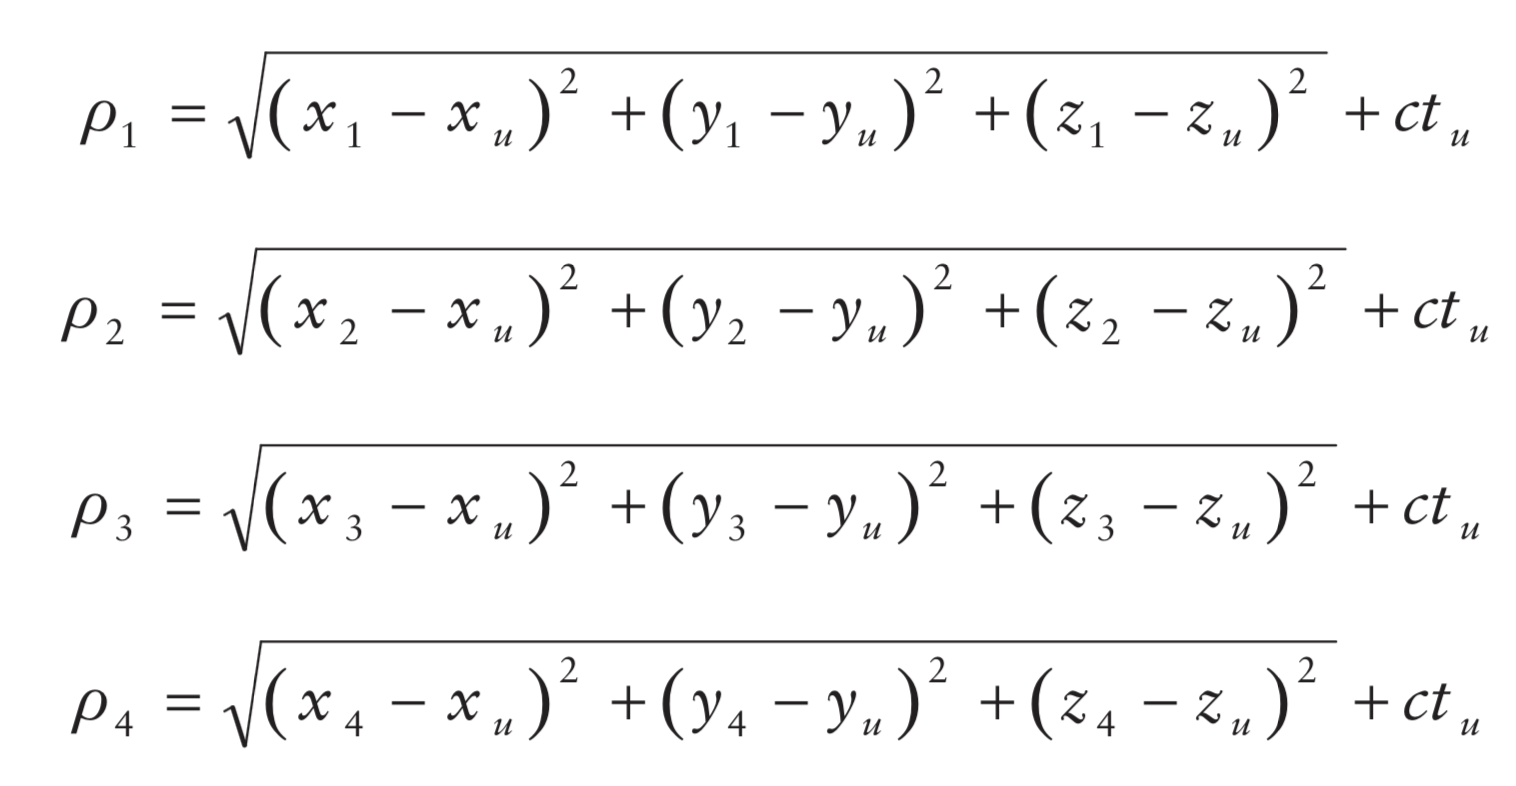 ρ₁ = √((x₁ − xᵤ)² + (y₁ − yᵤ)² + (z₁ − zᵤ)²) + ctᵤ
ρ₂ = √((x₂ − xᵤ)² + (y₂ − yᵤ)² + (z₂ − zᵤ)²) + ctᵤ
ρ₃ = √((x₃ − xᵤ)² + (y₃ − yᵤ)² + (z₃ − zᵤ)²) + ctᵤ
ρ₄ = √((x₄ − xᵤ)² + (y₄ − yᵤ)² + (z₄ − zᵤ)²) + ctᵤ